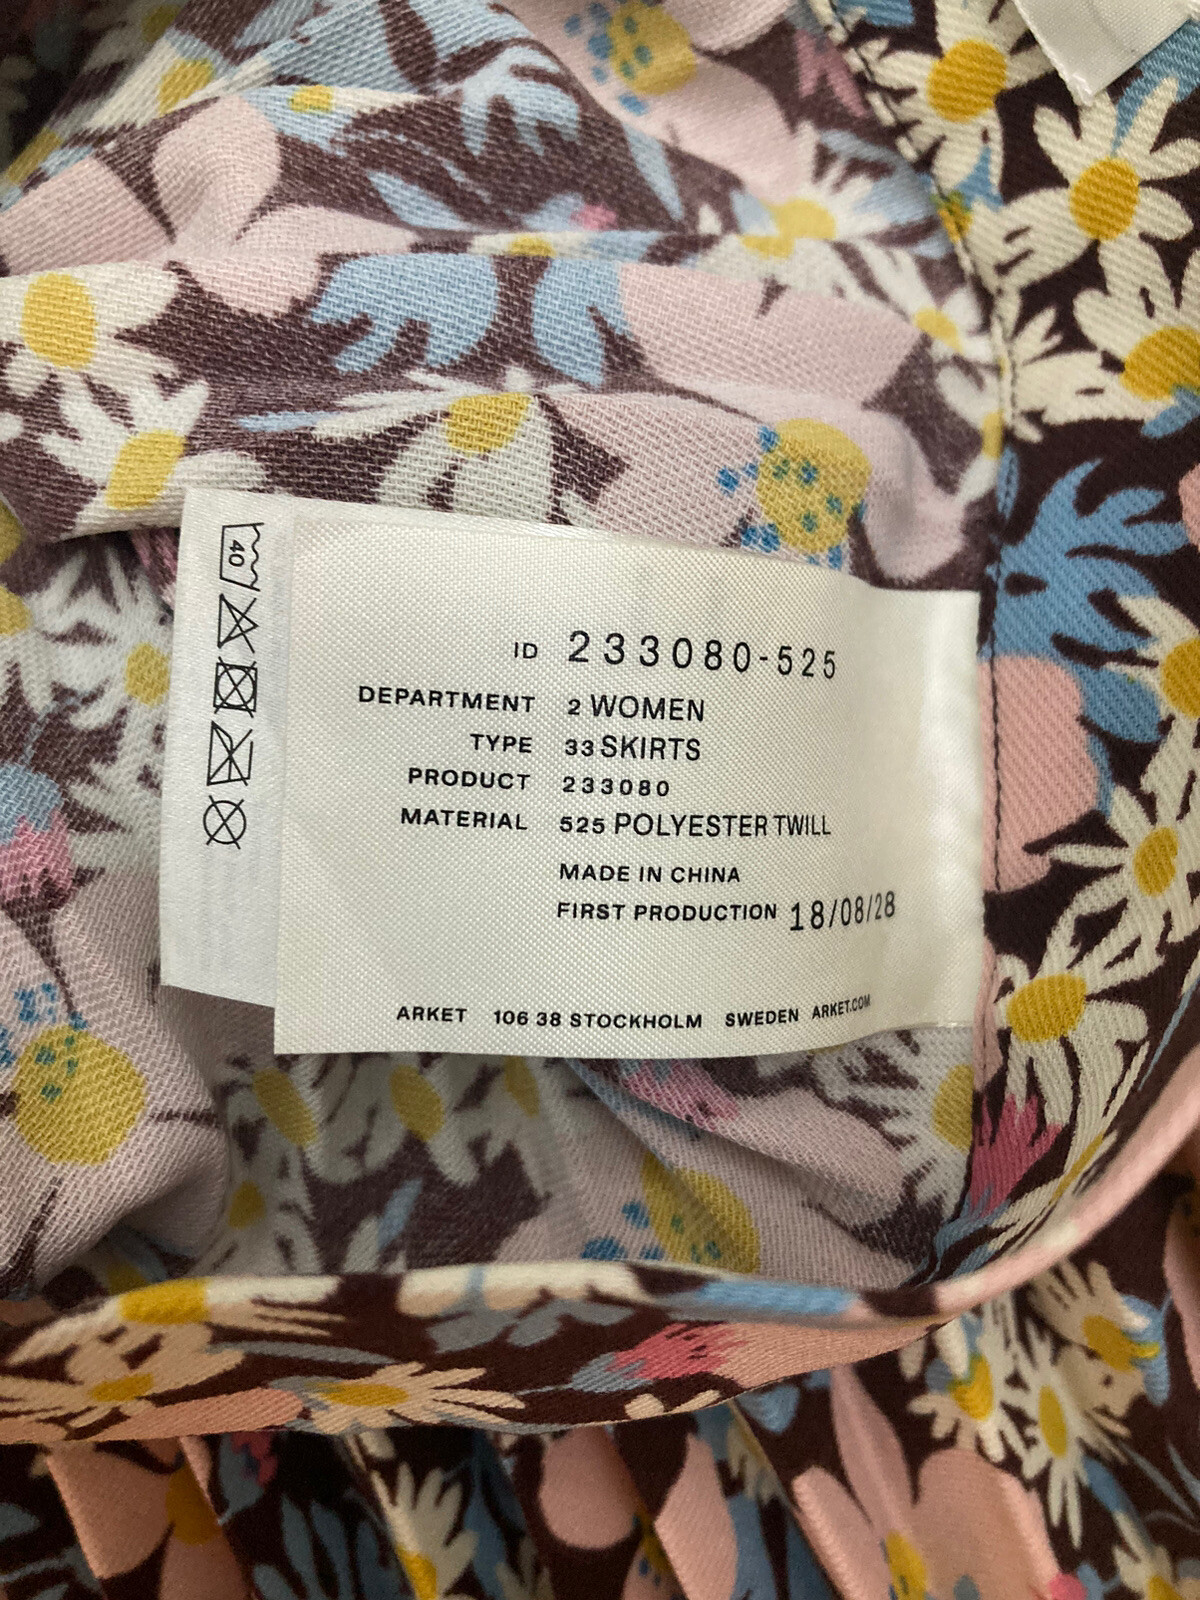 40
ID 233080-525
DEPARTMENT 2 WOMEN
TYPE 33 SKIRTS
PRODUCT 233080
MATERIAL 525 POLYESTER TWILL
MADE IN CHINA
FIRST PRODUCTION 18/08/28
ARKET 106 38 STOCKHOLM SWEDEN ARKET.COM